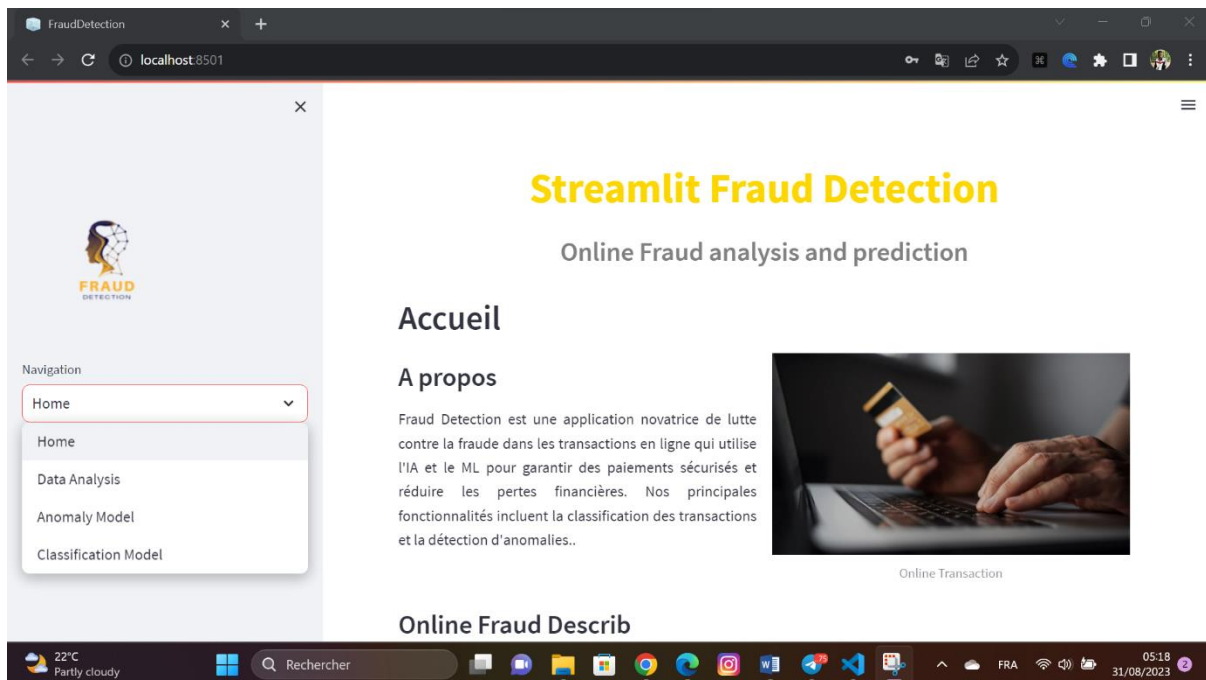 FraudDetection
localhost:8501
Streamlit Fraud Detection
Online Fraud analysis and prediction
FRAUD
DETECTION
Navigation
Home
Home
Data Analysis
Anomaly Model
Classification Model
Accueil
A propos
Fraud Detection est une application novatrice de lutte
contre la fraude dans les transactions en ligne qui utilise
l'IA et le ML pour garantir des paiements sécurisés et
réduire les pertes financières. Nos principales
fonctionnalités incluent la classification des transactions
et la détection d'anomalies..
Online Transaction
Online Fraud Describ
22°C
Partly cloudy
Rechercher
75
FRA
05:18
31/08/2023
2